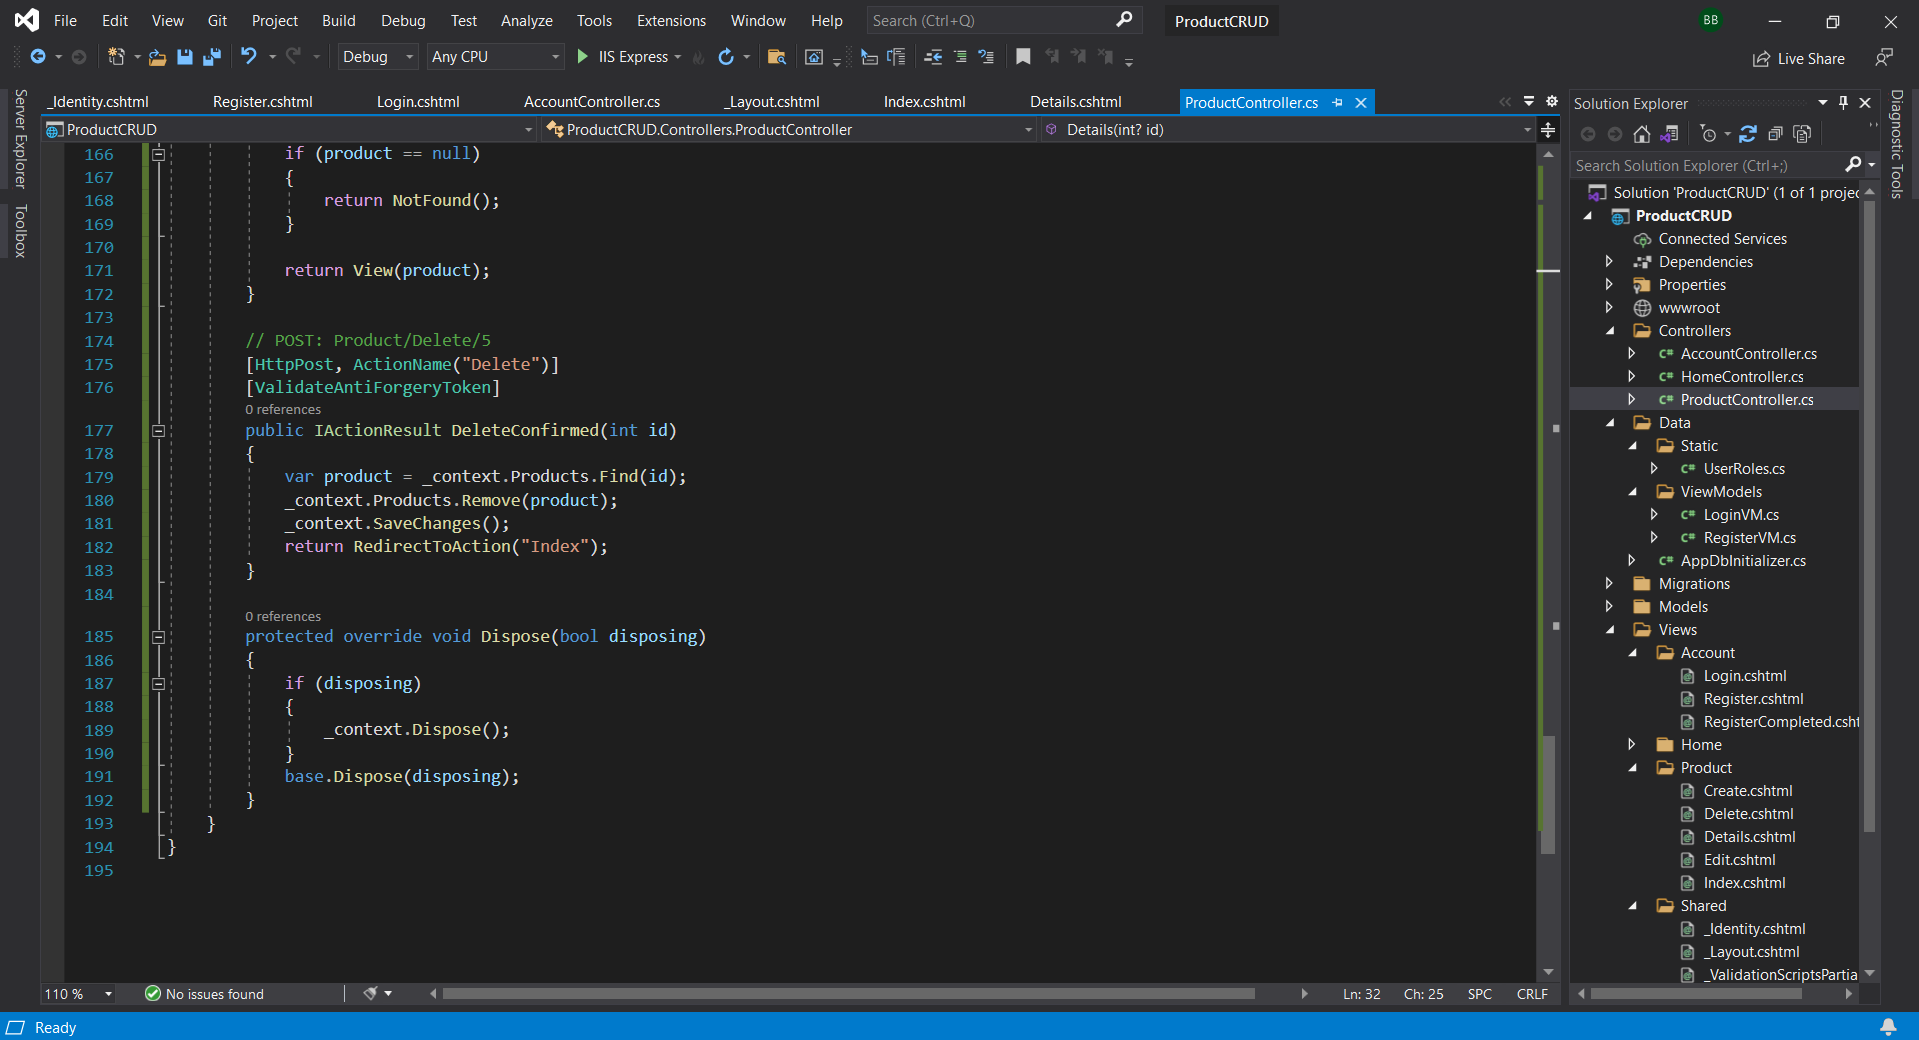 File Edit View Git Project Build Debug Test Analyze Tools Extensions Window Help Search (Ctrl+Q) ProductCRUD BB
Debug Any CPU IIS Express Live Share
Server Explorer
Toolbox
_Identity.cshtml Register.cshtml Login.cshtml AccountController.cs _Layout.cshtml Index.cshtml Details.cshtml ProductController.cs
ProductCRUD ProductCRUD.Controllers.ProductController Details(int? id)
166 if (product == null)
167 {
168 return NotFound();
169 }
170
171 return View(product);
172 }
173
174 // POST: Product/Delete/5
175 [HttpPost, ActionName("Delete")]
176 [ValidateAntiForgeryToken]
0 references
177 public IActionResult DeleteConfirmed(int id)
178 {
179 var product = _context.Products.Find(id);
180 _context.Products.Remove(product);
181 _context.SaveChanges();
182 return RedirectToAction("Index");
183 }
184
0 references
185 protected override void Dispose(bool disposing)
186 {
187 if (disposing)
188 {
189 _context.Dispose();
190 }
191 base.Dispose(disposing);
192 }
193 }
194 }
195
110 % No issues found Ln: 32 Ch: 25 SPC CRLF
Ready
Solution Explorer
Search Solution Explorer (Ctrl+;)
Solution 'ProductCRUD' (1 of 1 projec
ProductCRUD
Connected Services
Dependencies
Properties
wwwroot
Controllers
C# AccountController.cs
C# HomeController.cs
C# ProductController.cs
Data
Static
C# UserRoles.cs
ViewModels
C# LoginVM.cs
C# RegisterVM.cs
C# AppDbInitializer.cs
Migrations
Models
Views
Account
Login.cshtml
Register.cshtml
RegisterCompleted.csht
Home
Product
Create.cshtml
Delete.cshtml
Details.cshtml
Edit.cshtml
Index.cshtml
Shared
_Identity.cshtml
_Layout.cshtml
_ValidationScriptsPartia
Diagnostic Tools